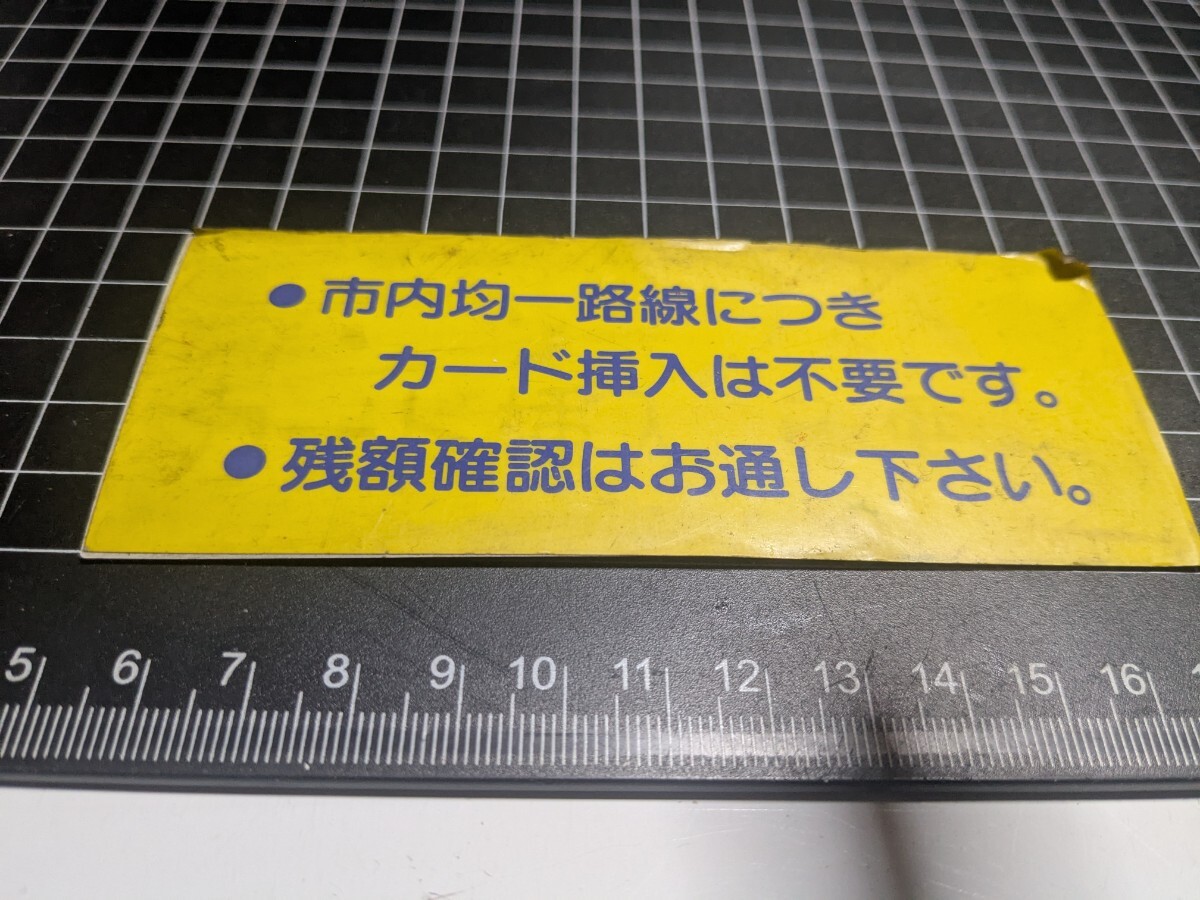 ●市内均一路線につき
カード挿入は不要です。
●残額確認はお通し下さい。
5 6 7 8 9 10 11 12 13 14 15 16